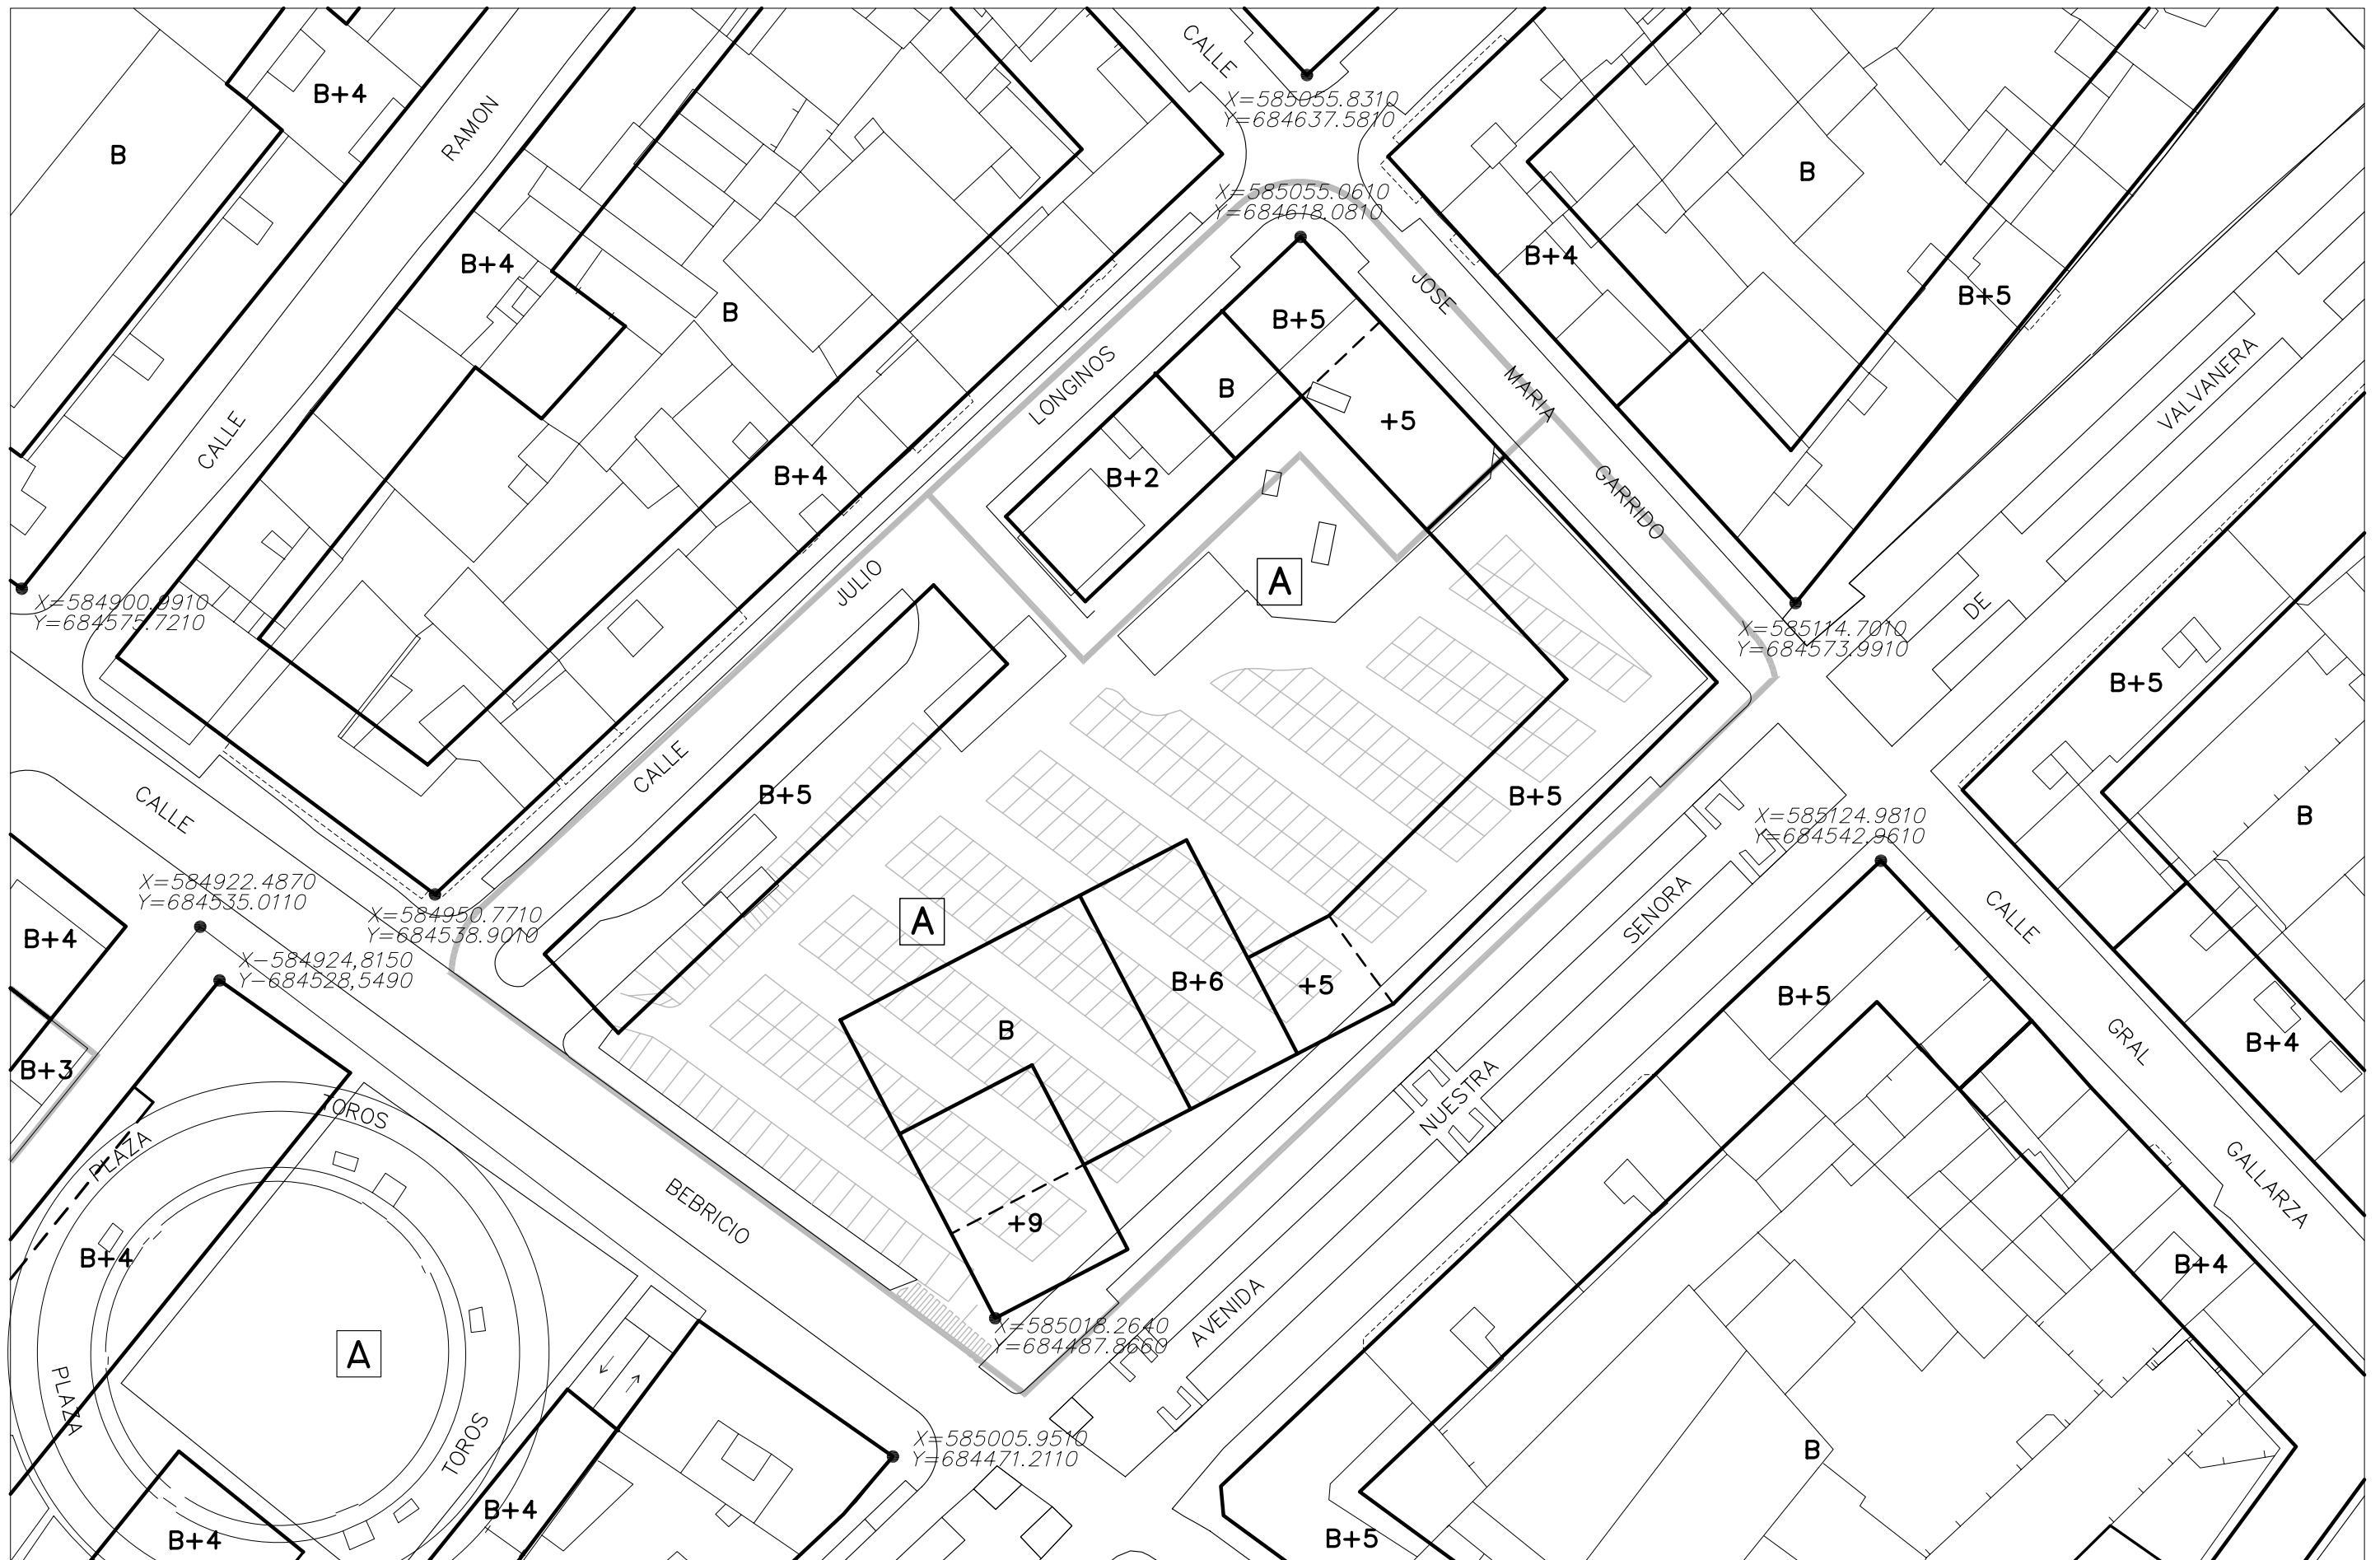 CALLE
B+4
X=585055.8310
Y=684637.5810
RAMON
B
B
X=585055.0610
Y=684618.0810
B+4
B+4
JOSE
B+5
B
B+5
LONGINOS
VALVANERA
B
MARIA
+5
CALLE
B+4
B+2
GARRIDO
JULIO
A
X=584900.9910
Y=684575.7210
DE
X=585114.7010
Y=684573.9910
B+5
CALLE
B+5
B+5
CALLE
X=585124.9810
Y=684542.9610
B
X=584922.4870
Y=684535.0110
X=584950.7710
Y=684538.9010
A
SENORA
CALLE
B+4
X=584924,8150
Y=684528,5490
B+6
+5
B+5
B
GRAL
B+4
B+3
TOROS
NUESTRA
PLAZA
BEBRICIO
GALLARZA
+9
B+4
B+4
AVENIDA
X=585018.2640
Y=684487.8660
A
PLAZA
TOROS
X=585005.9510
Y=684471.2110
B
B+4
B+4
B+5